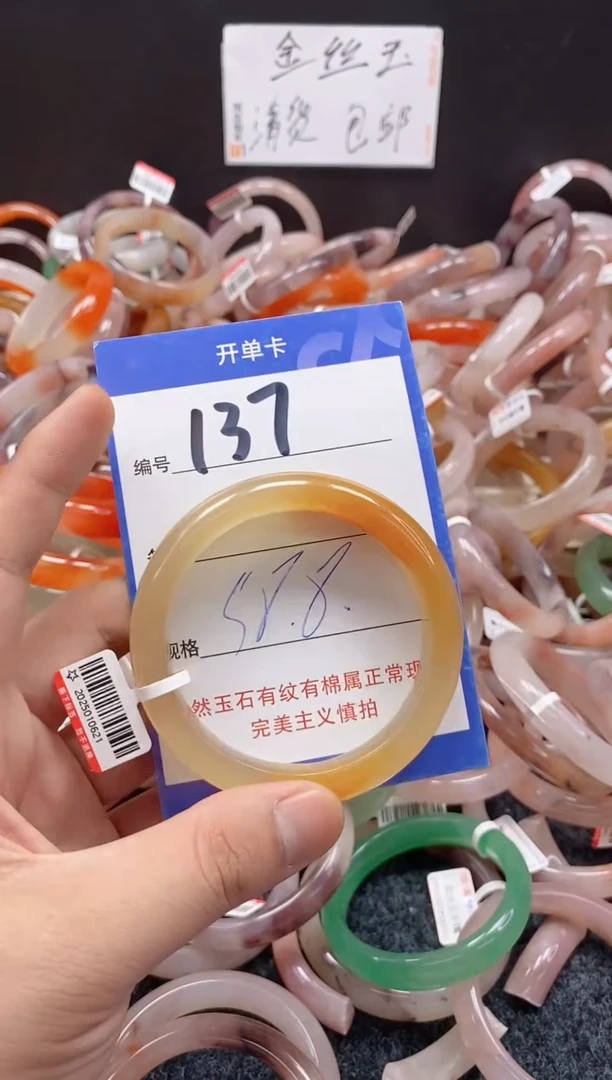 金丝玉
清货 包邮
开单卡
编号 137
规格 58.8.
然玉石有纹有棉属正常现
完美主义慎拍
2025010621